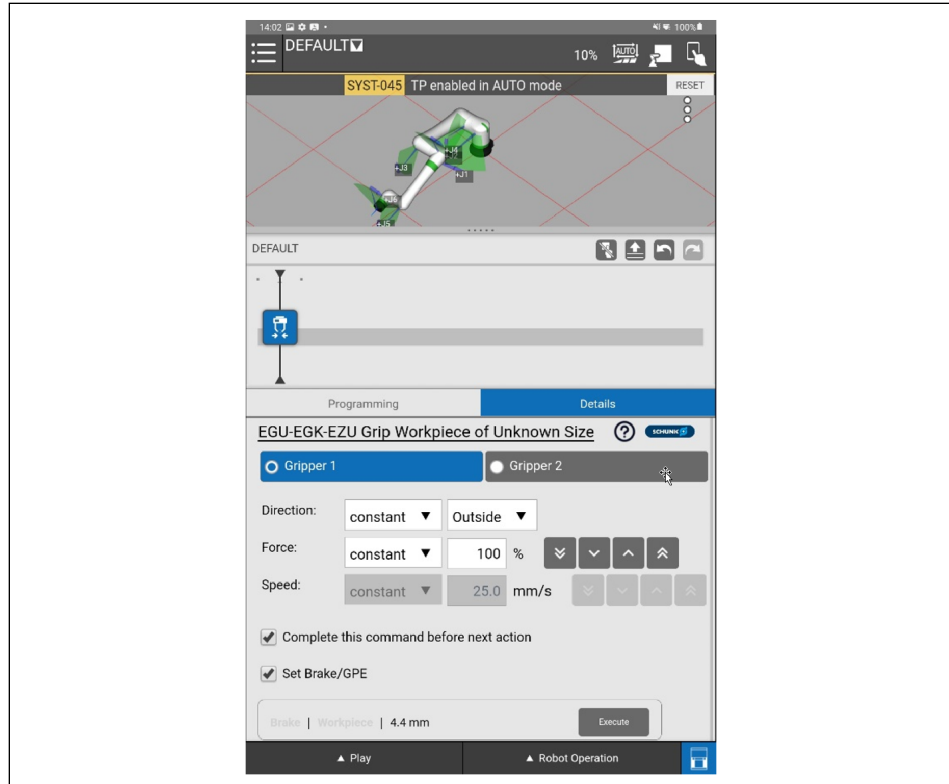 14:02
100%
DEFAULT
10%
AUTO
SYST-045 TP enabled in AUTO mode
RESET
+J4
+J3
+J1
+J5
DEFAULT
Programming
Details
EGU-EGK-EZU Grip Workpiece of Unknown Size ? SCHUNK
Gripper 1
Gripper 2
Direction: constant Outside
Force: constant 100 %
Speed: constant 25.0 mm/s
Complete this command before next action
Set Brake/GPE
Brake | Workpiece | 4.4 mm
Execute
Play
Robot Operation